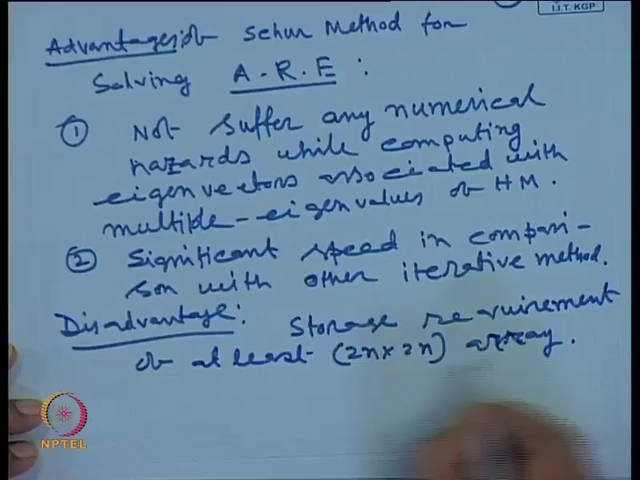 I.I.T. KGP
Advantages of Schur Method for
Solving A.R.E :
① Not suffer any numerical
hazards while computing
eigenvectors associated with
multiple-eigenvalues of HM.
② Significant speed in compari-
son with other iterative method.
Disadvantage: Storage requirement
of at least (2n×2n) array.
NPTEL